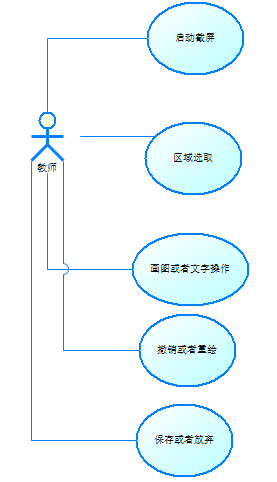 启动截屏
区域选取
教师
画图或者文字操作
撤销或者重绘
保存或者放弃